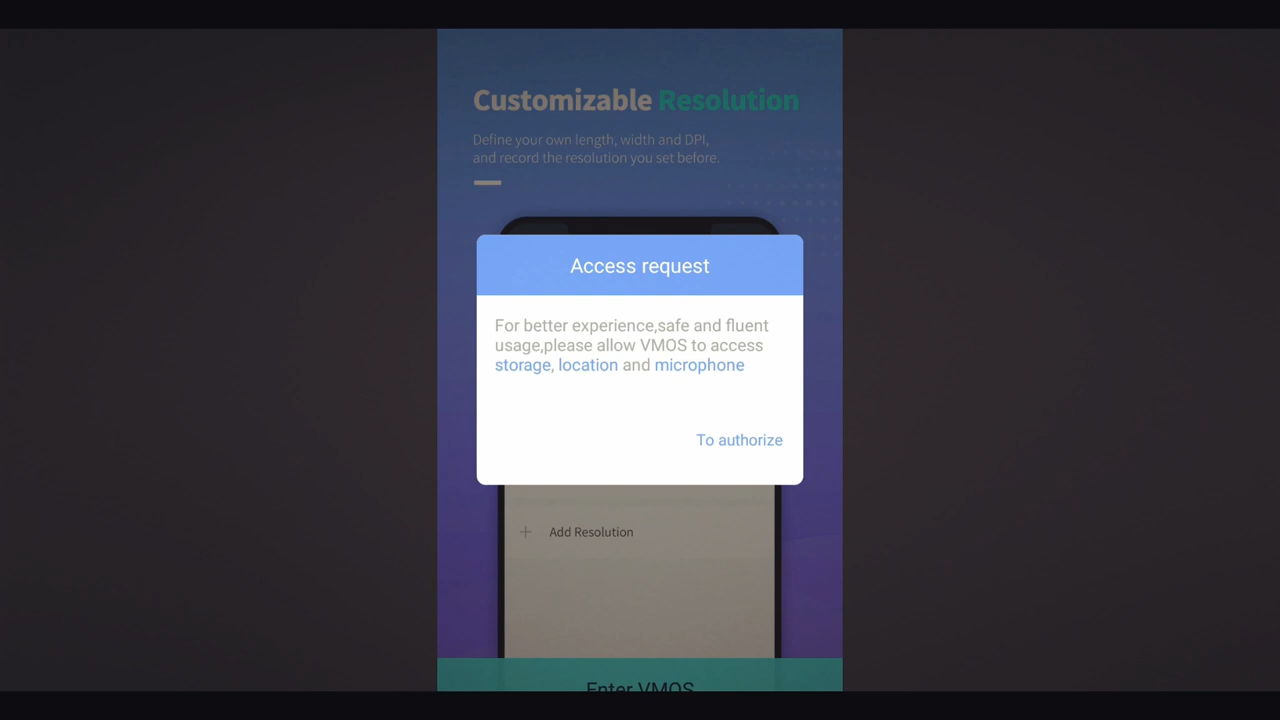 Customizable Resolution
Define your own length, width and DPI,
and record the resolution you set before.
Access request
For better experience,safe and fluent
usage,please allow VMOS to access
storage, location and microphone
To authorize
Add Resolution
Enter VMOS